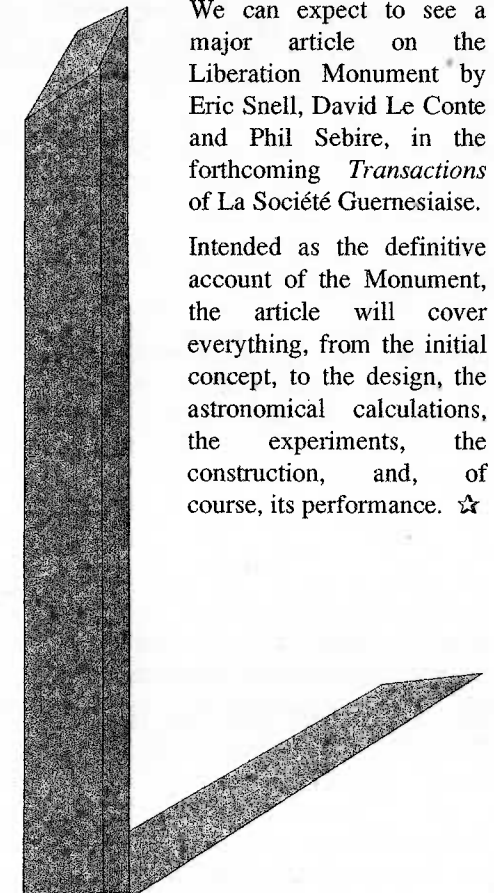 We can expect to see a
major article on the
Liberation Monument by
Eric Snell, David Le Conte
and Phil Sebire, in the
forthcoming Transactions
of La Société Guernesiaise.
Intended as the definitive
account of the Monument,
the article will cover
everything, from the initial
concept, to the design, the
astronomical calculations,
the experiments, the
construction, and, of
course, its performance. ☆